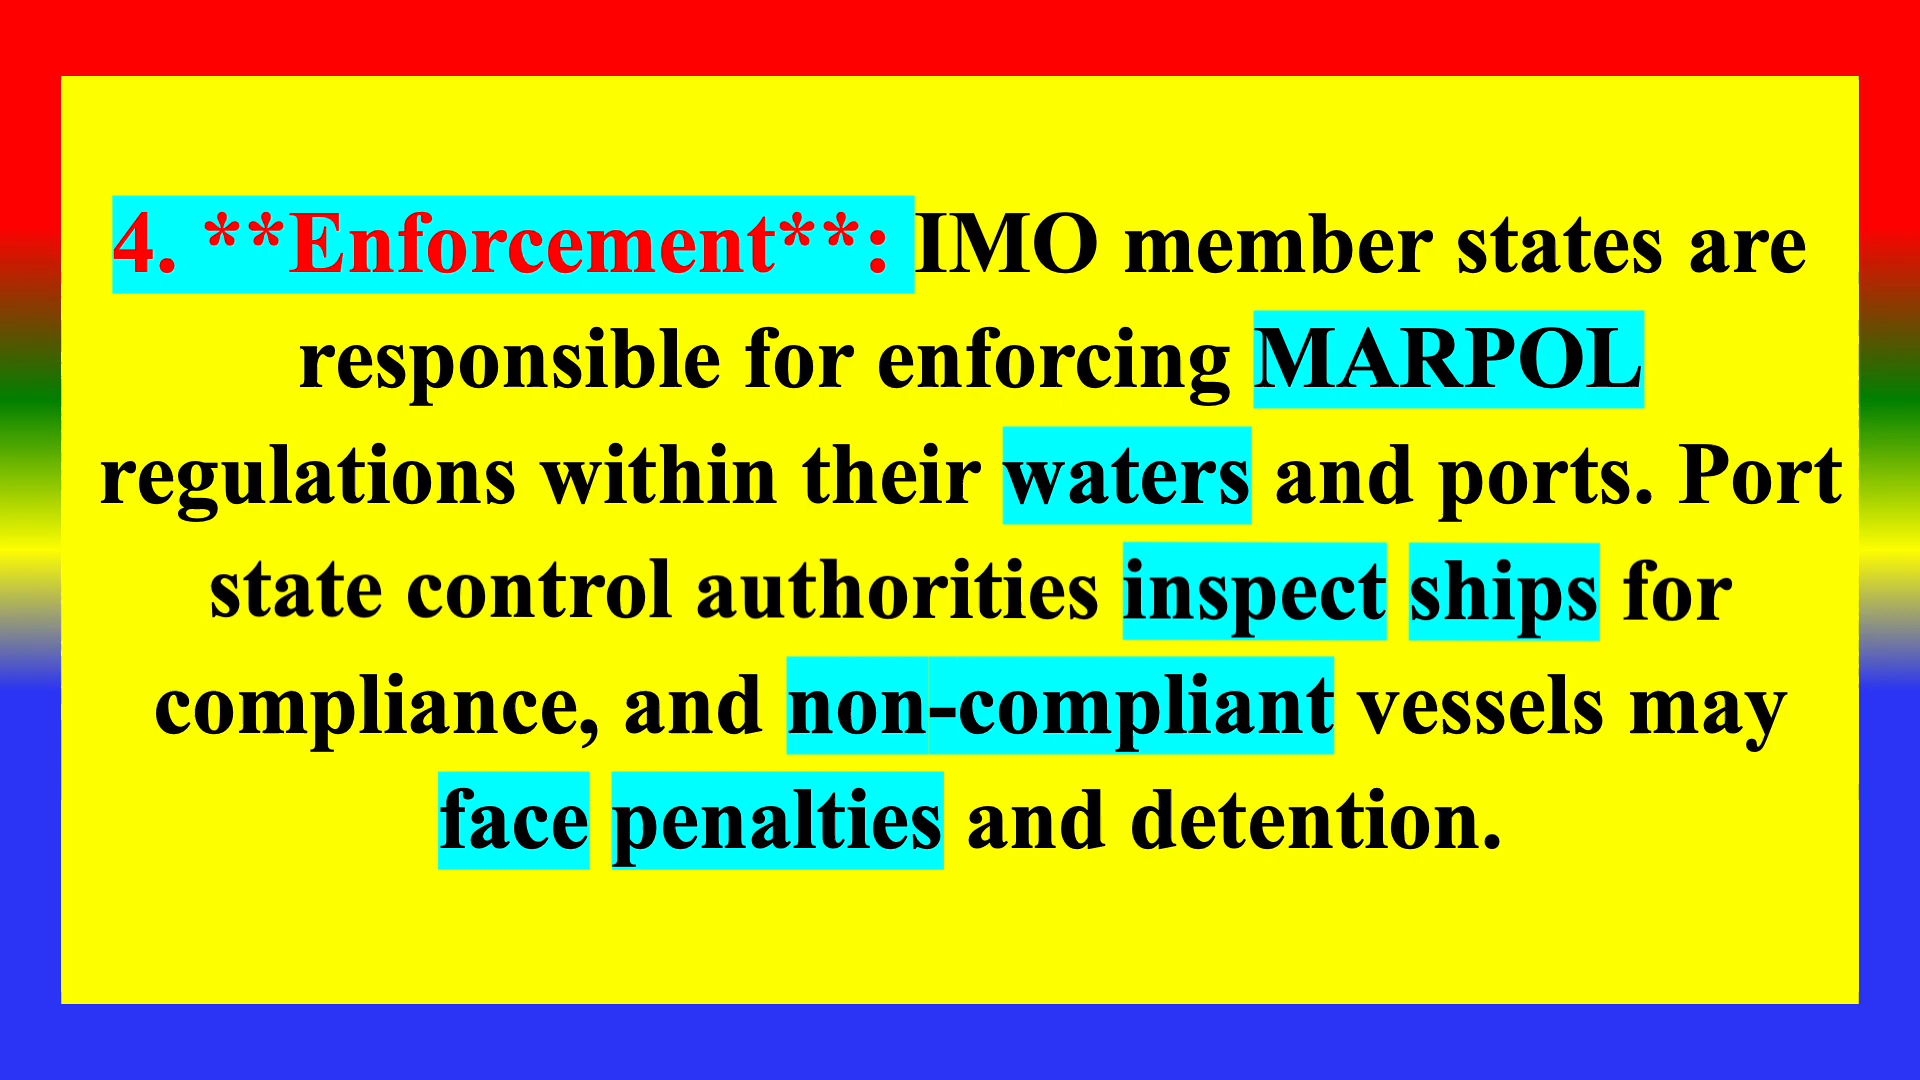 4. **Enforcement**: IMO member states are
responsible for enforcing MARPOL
regulations within their waters and ports. Port
state control authorities inspect ships for
compliance, and non-compliant vessels may
face penalties and detention.